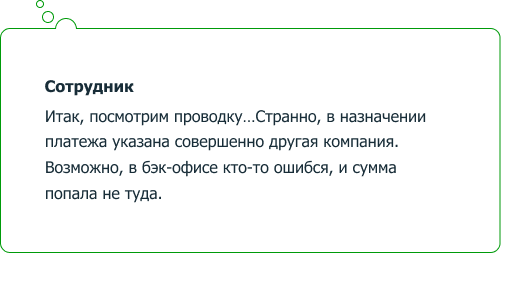 Сотрудник
Итак, посмотрим проводку…Странно, в назначении
платежа указана совершенно другая компания.
Возможно, в бэк-офисе кто-то ошибся, и сумма
попала не туда.